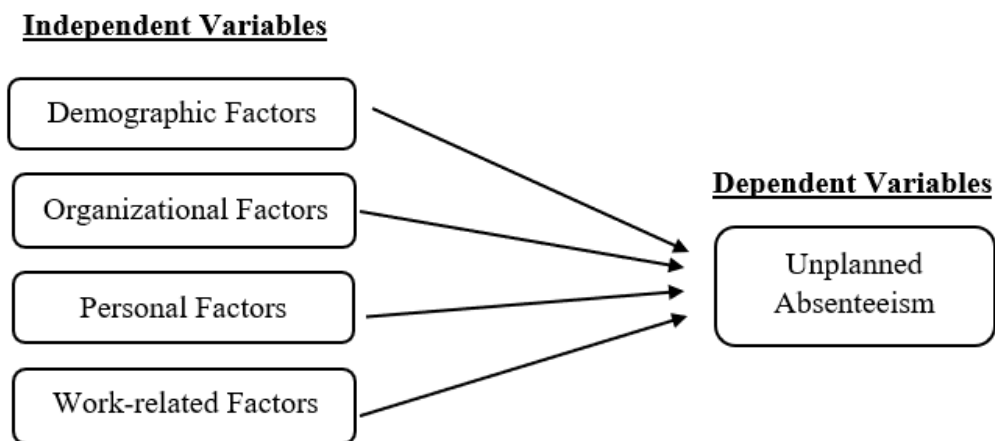 Independent Variables
Demographic Factors
Organizational Factors
Personal Factors
Work-related Factors
Dependent Variables
Unplanned
Absenteeism